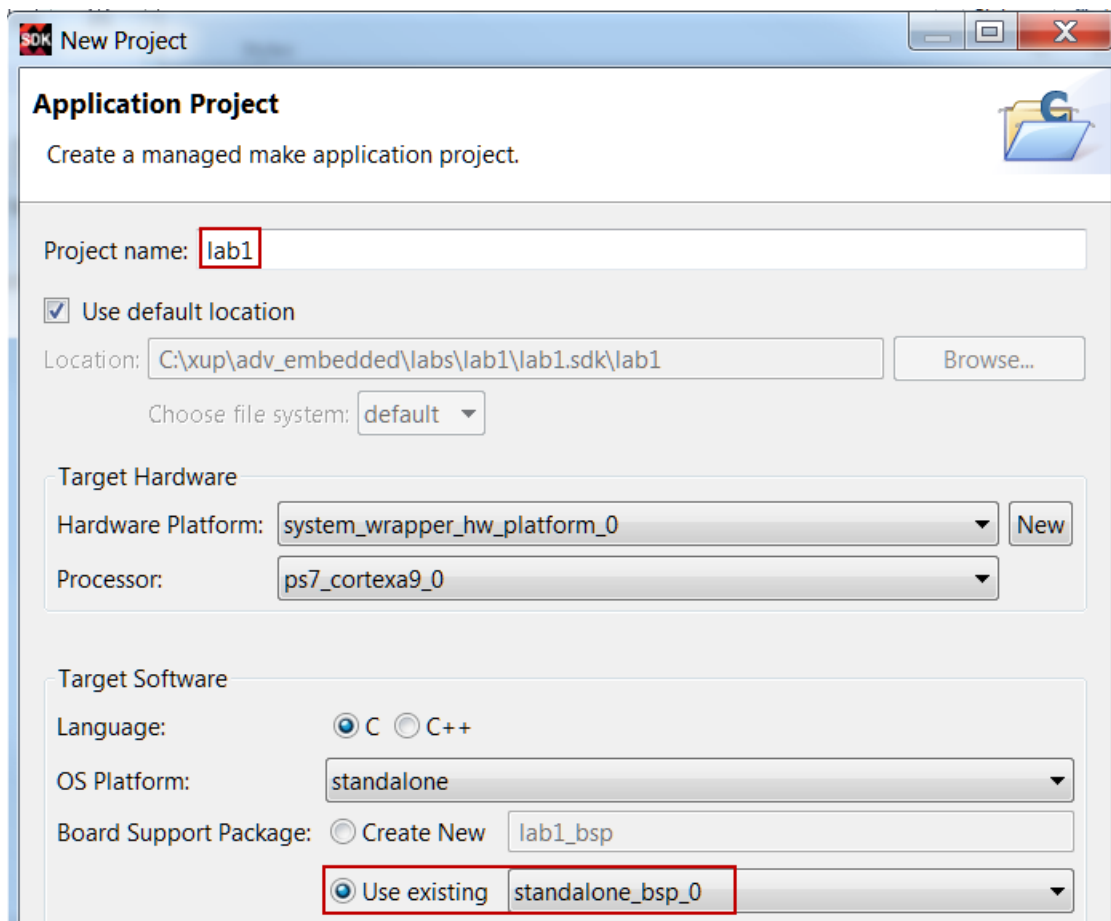 SDK New Project
Application Project
Create a managed make application project.
Project name: lab1
Use default location
Location: C:\xup\adv_embedded\labs\lab1\lab1.sdk\lab1 Browse...
Choose file system: default
Target Hardware
Hardware Platform: system_wrapper_hw_platform_0 New
Processor: ps7_cortexa9_0
Target Software
Language: C C++
OS Platform: standalone
Board Support Package: Create New lab1_bsp
Use existing standalone_bsp_0